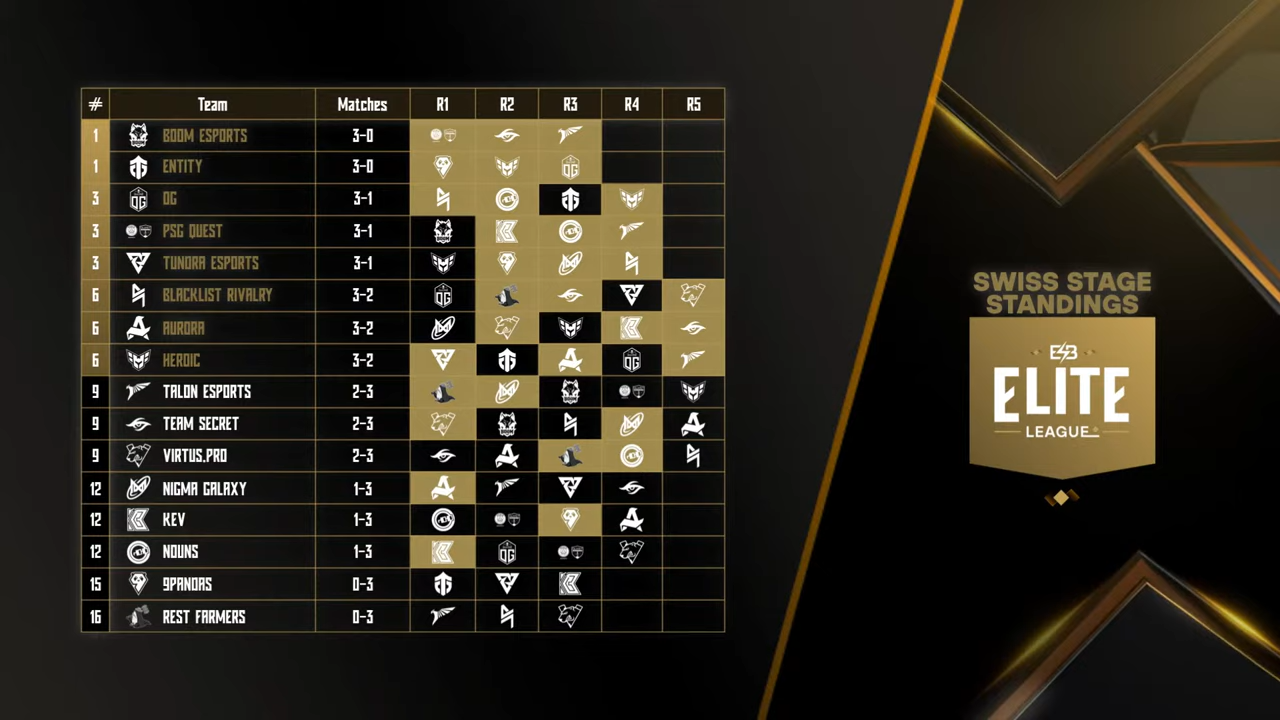 # Team Matches R1 R2 R3 R4 R5
1 BOOM ESPORTS 3-0
1 ENTITY 3-0
3 OG 3-1
3 PSG QUEST 3-1
3 TUNDRA ESPORTS 3-1
6 BLACKLIST RIVALRY 3-2
6 AURORA 3-2
6 HEROIC 3-2
9 TALON ESPORTS 2-3
9 TEAM SECRET 2-3
9 VIRTUS.PRO 2-3
12 NIGMA GALAXY 1-3
12 KEV 1-3
12 NOUNS 1-3
15 9PANDAS 0-3
16 REST FARMERS 0-3
SWISS STAGE
STANDINGS
ESB
ELITE
LEAGUE